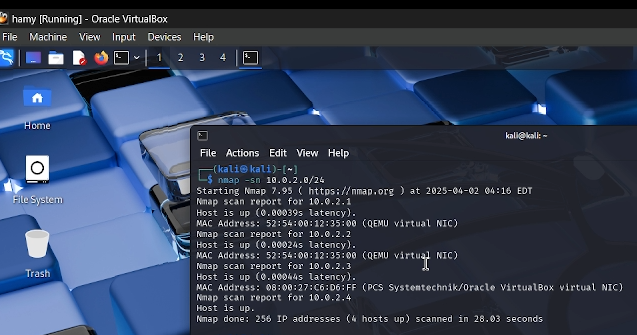 hamy [Running] - Oracle VirtualBox
File Machine View Input Devices Help
1 2 3 4
kali@kali: ~
Home
File Actions Edit View Help
(kali㉿kali)-[~]
$ nmap -sn 10.0.2.0/24
Starting Nmap 7.95 ( https://nmap.org ) at 2025-04-02 04:16 EDT
Nmap scan report for 10.0.2.1
File System
Host is up (0.00039s latency).
MAC Address: 52:54:00:12:35:00 (QEMU virtual NIC)
Nmap scan report for 10.0.2.2
Host is up (0.00024s latency).
MAC Address: 52:54:00:12:35:00 (QEMU virtual NIC)
Nmap scan report for 10.0.2.3
Trash
Host is up (0.00044s latency).
MAC Address: 08:00:27:C6:D6:FF (PCS Systemtechnik/Oracle VirtualBox virtual NIC)
Nmap scan report for 10.0.2.4
Host is up.
Nmap done: 256 IP addresses (4 hosts up) scanned in 28.03 seconds